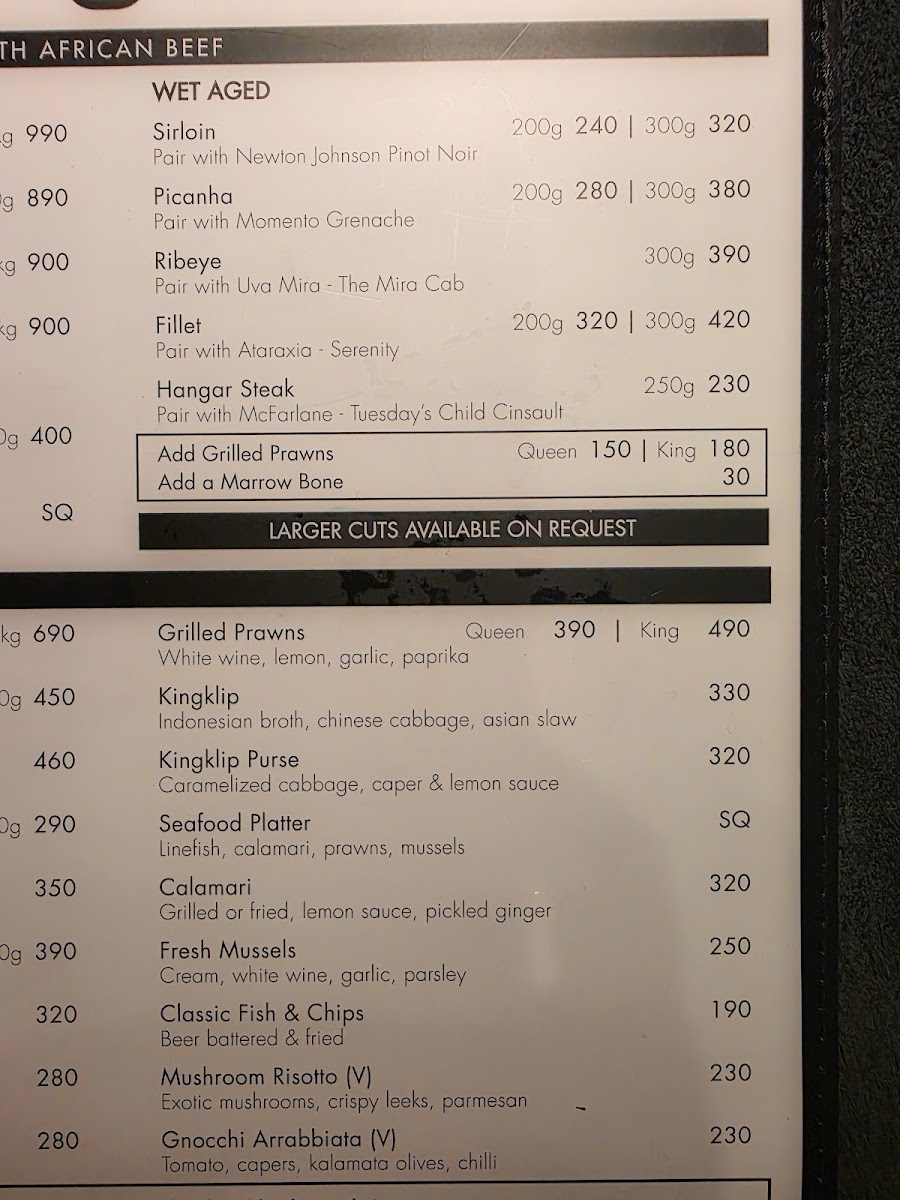 TH AFRICAN BEEF
WET AGED
kg 990
Sirloin 200g 240 | 300g 320
Pair with Newton Johnson Pinot Noir
0g 890
Picanha 200g 280 | 300g 380
Pair with Momento Grenache
kg 900
Ribeye 300g 390
Pair with Uva Mira - The Mira Cab
kg 900
Fillet 200g 320 | 300g 420
Pair with Ataraxia - Serenity
Hangar Steak 250g 230
Pair with McFarlane - Tuesday's Child Cinsault
0g 400
Add Grilled Prawns Queen 150 | King 180
Add a Marrow Bone 30
SQ
LARGER CUTS AVAILABLE ON REQUEST
kg 690
Grilled Prawns Queen 390 | King 490
White wine, lemon, garlic, paprika
0g 450
Kingklip 330
Indonesian broth, chinese cabbage, asian slaw
460
Kingklip Purse 320
Caramelized cabbage, caper & lemon sauce
0g 290
Seafood Platter SQ
Linefish, calamari, prawns, mussels
350
Calamari 320
Grilled or fried, lemon sauce, pickled ginger
0g 390
Fresh Mussels 250
Cream, white wine, garlic, parsley
320
Classic Fish & Chips 190
Beer battered & fried
280
Mushroom Risotto (V) 230
Exotic mushrooms, crispy leeks, parmesan
280
Gnocchi Arrabbiata (V) 230
Tomato, capers, kalamata olives, chilli